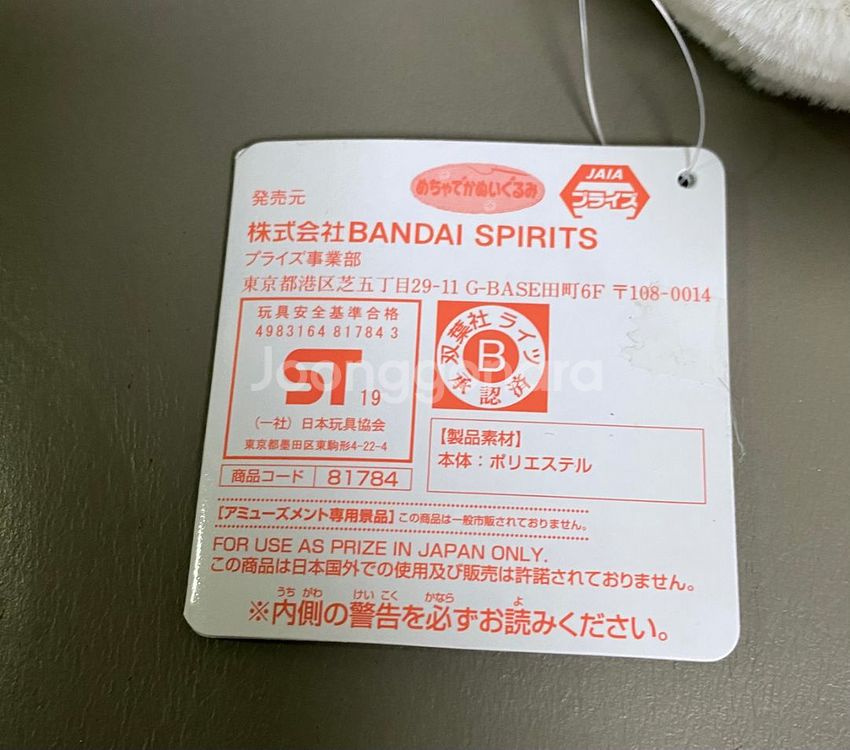 めちゃでかぬいぐるみ
JAIA
プライズ
発売元
株式会社BANDAI SPIRITS
プライズ事業部
東京都港区芝五丁目29-11 G-BASE田町6F 〒108-0014
玩具安全基準合格
4983164 81784 3
ST 19
(一社)日本玩具協会
東京都墨田区東駒形4-22-4
双葉社ライツ
B
承認済
Joonggonara
【製品素材】
本体：ポリエステル
商品コード 81784
[アミューズメント専用景品]この商品は一般市販されておりません。
FOR USE AS PRIZE IN JAPAN ONLY.
この商品は日本国外での使用及び販売は許諾されておりません。
うちがわ けいこく かなら よ
※内側の警告を必ずお読みください。